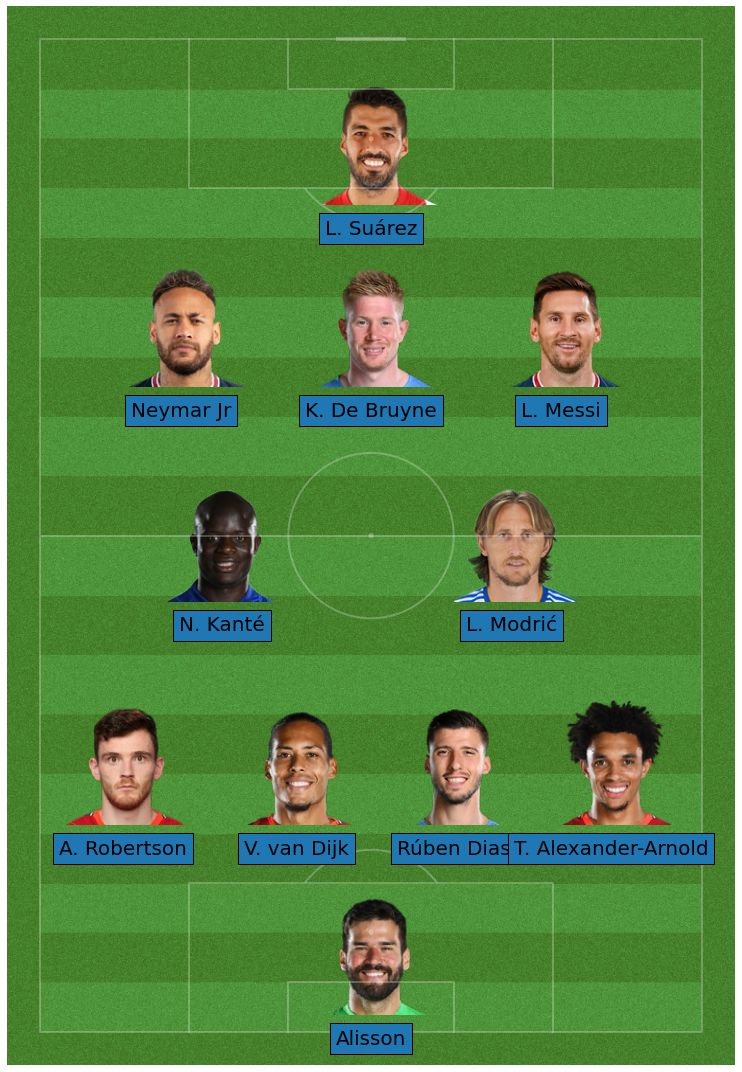 L. Suárez
Neymar Jr
K. De Bruyne
L. Messi
N. Kanté
L. Modrić
A. Robertson
V. van Dijk
Rúben Dias
T. Alexander-Arnold
Alisson